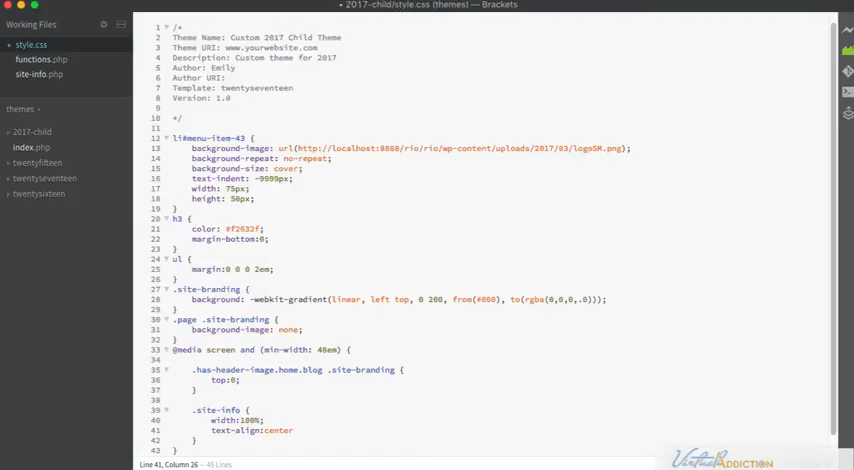 • 2017-child/style.css (themes) — Brackets
Working Files
• style.css
functions.php
site-info.php
themes
2017-child
index.php
twentyfifteen
twentyseventeen
twentysixteen
1 /*
2 Theme Name: Custom 2017 Child Theme
3 Theme URI: www.yourwebsite.com
4 Description: Custom theme for 2017
5 Author: Emily
6 Author URI:
7 Template: twentyseventeen
8 Version: 1.0
9
10 */
11
12 li#menu-item-43 {
13 background-image: url(http://localhost:8888/rio/rio/wp-content/uploads/2017/03/logoSM.png);
14 background-repeat: no-repeat;
15 background-size: cover;
16 text-indent: -9999px;
17 width: 75px;
18 height: 50px;
19 }
20 h3 {
21 color: #f2632f;
22 margin-bottom:0;
23 }
24 ul {
25 margin:0 0 0 2em;
26 }
27 .site-branding {
28 background: -webkit-gradient(linear, left top, 0 200, from(#000), to(rgba(0,0,0,.0)));
29 }
30 .page .site-branding {
31 background-image: none;
32 }
33 @media screen and (min-width: 48em) {
34
35 .has-header-image.home.blog .site-branding {
36 top:0;
37 }
38
39 .site-info {
40 width:100%;
41 text-align:center
42 }
43 }
Line 41, Column 26 — 45 Lines
VirtualADDICTION